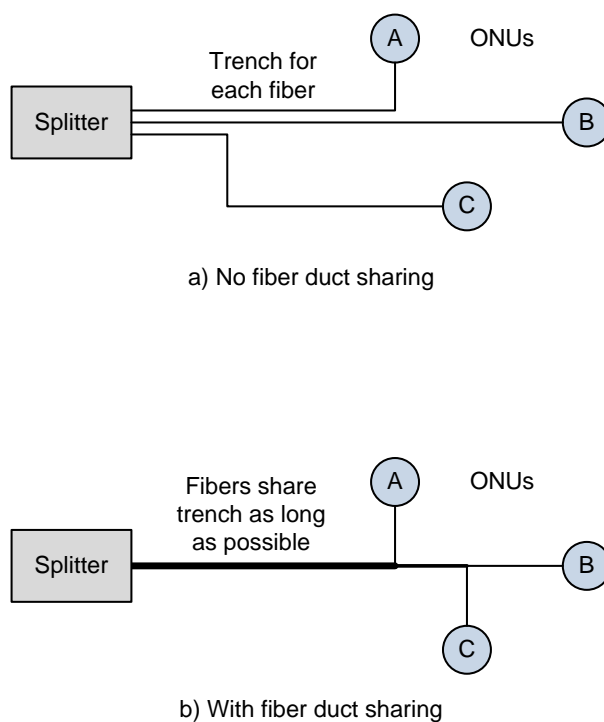 A
ONUs
Trench for
each fiber
Splitter
B
C
a) No fiber duct sharing
A
ONUs
Fibers share
trench as long
as possible
Splitter
B
C
b) With fiber duct sharing